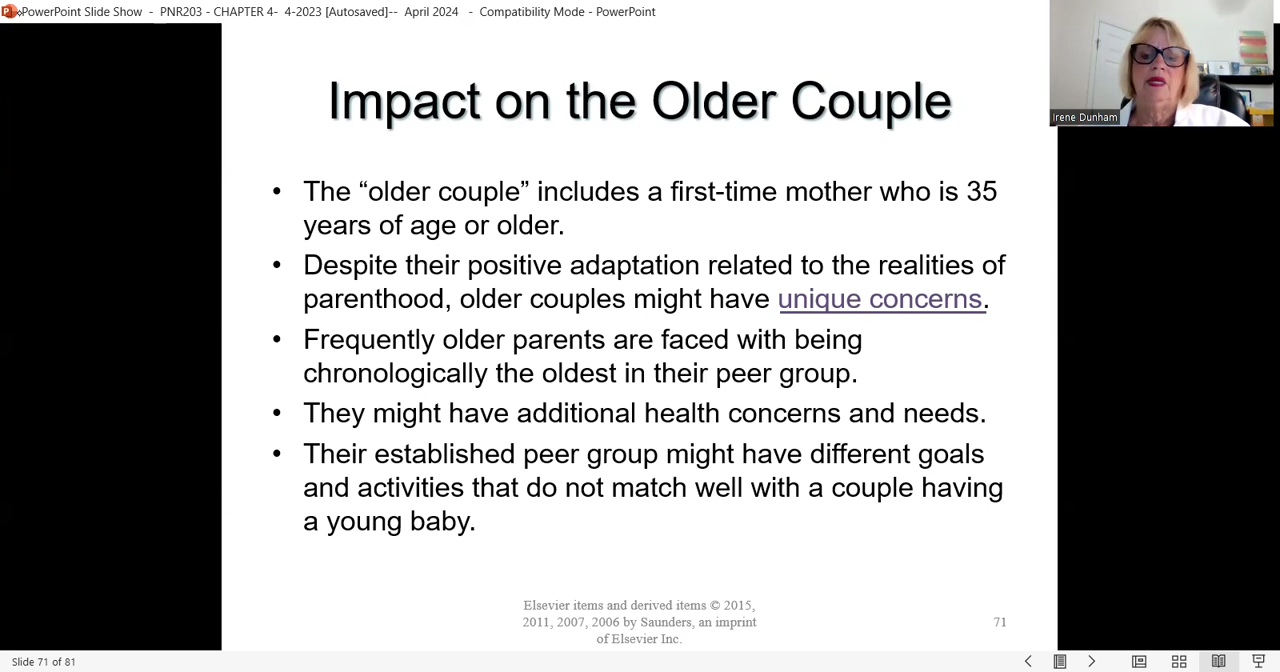 PowerPoint Slide Show - PNR203 - CHAPTER 4- 4-2023 [Autosaved]-- April 2024 - Compatibility Mode - PowerPoint
Irene Dunham
Impact on the Older Couple
• The “older couple” includes a first-time mother who is 35
years of age or older.
• Despite their positive adaptation related to the realities of
parenthood, older couples might have unique concerns.
• Frequently older parents are faced with being
chronologically the oldest in their peer group.
• They might have additional health concerns and needs.
• Their established peer group might have different goals
and activities that do not match well with a couple having
a young baby.
Elsevier items and derived items © 2015,
2011, 2007, 2006 by Saunders, an imprint
of Elsevier Inc.
71
Slide 71 of 81